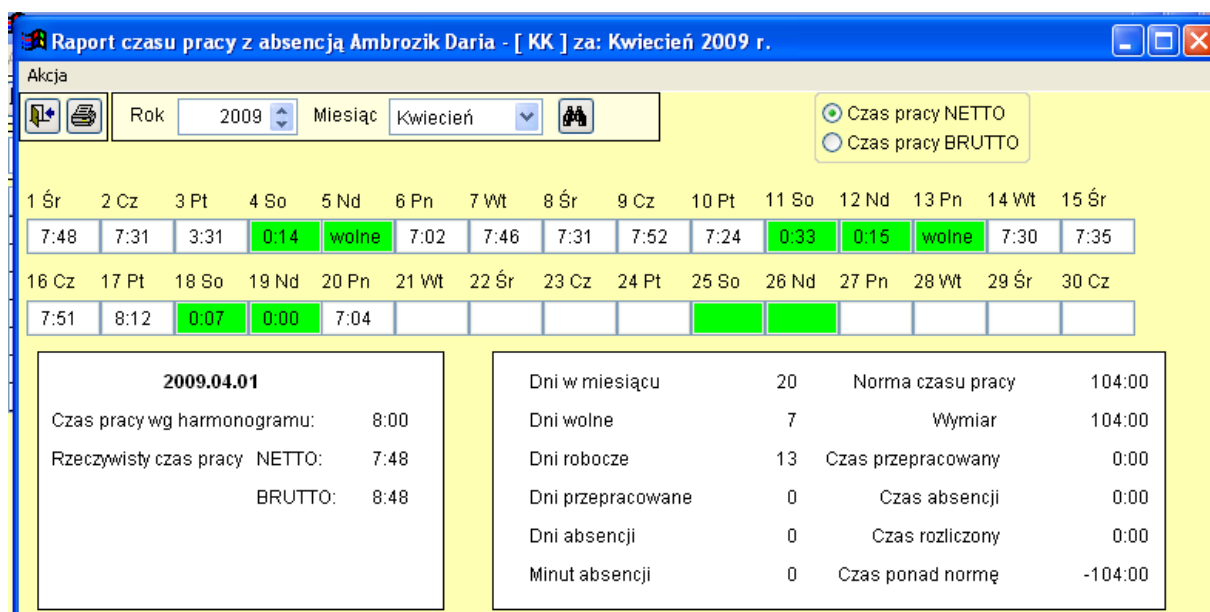 Raport czasu pracy z absencją Ambrozik Daria - [ KK ] za: Kwiecień 2009 r.
Akcja
Rok 2009 Miesiąc Kwiecień
Czas pracy NETTO
Czas pracy BRUTTO
1 Śr 2 Cz 3 Pt 4 So 5 Nd 6 Pn 7 Wt 8 Śr 9 Cz 10 Pt 11 So 12 Nd 13 Pn 14 Wt 15 Śr
7:48 7:31 3:31 0:14 wolne 7:02 7:46 7:31 7:52 7:24 0:33 0:15 wolne 7:30 7:35
16 Cz 17 Pt 18 So 19 Nd 20 Pn 21 Wt 22 Śr 23 Cz 24 Pt 25 So 26 Nd 27 Pn 28 Wt 29 Śr 30 Cz
7:51 8:12 0:07 0:00 7:04
2009.04.01
Czas pracy wg harmonogramu: 8:00
Rzeczywisty czas pracy NETTO: 7:48
BRUTTO: 8:48
Dni w miesiącu 20 Norma czasu pracy 104:00
Dni wolne 7 Wymiar 104:00
Dni robocze 13 Czas przepracowany 0:00
Dni przepracowane 0 Czas absencji 0:00
Dni absencji 0 Czas rozliczony 0:00
Minut absencji 0 Czas ponad normę -104:00